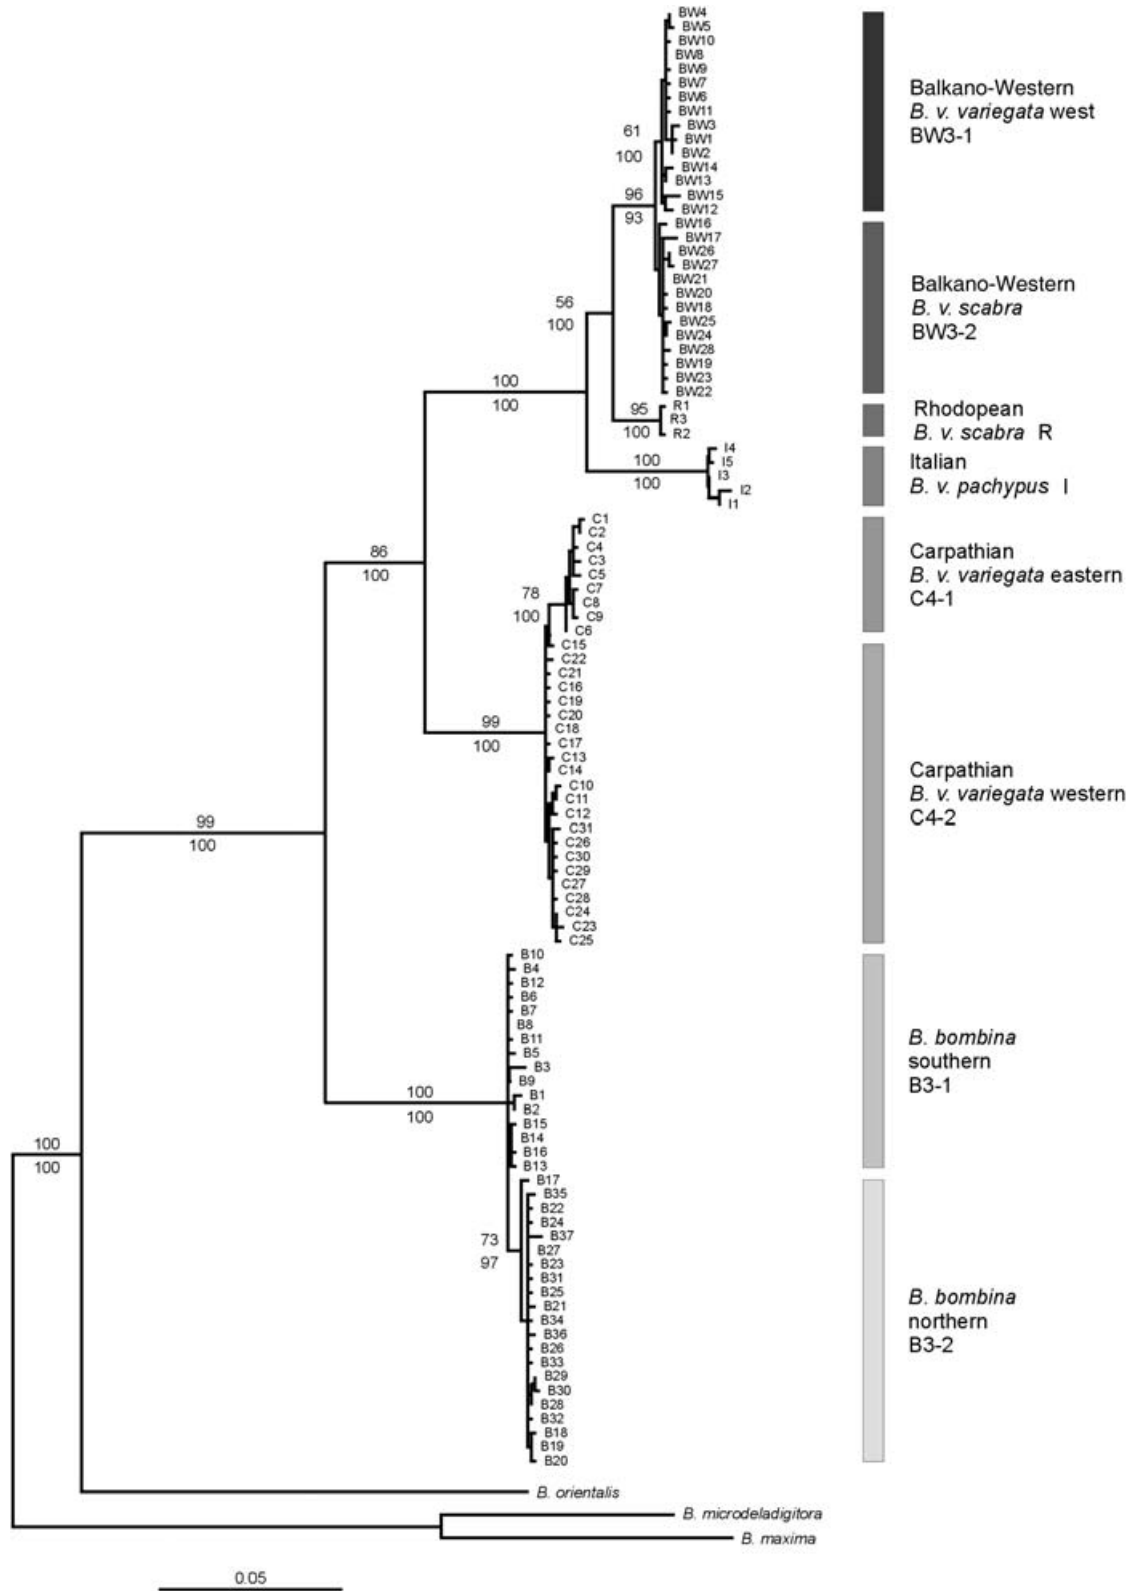 BW4
BW5
BW10
BW8
BW9
BW7
BW6
BW11
BW3
BW1
BW2
BW14
BW13
BW15
BW12
61
100
96
93
Balkano-Western
B. v. variegata west
BW3-1
BW16
BW17
BW26
BW27
BW21
BW20
BW18
BW25
BW24
BW28
BW19
BW23
BW22
56
100
Balkano-Western
B. v. scabra
BW3-2
100
100
95
100
R1
R3
R2
Rhodopean
B. v. scabra R
100
100
I4
I5
I3
I2
I1
Italian
B. v. pachypus I
86
100
78
100
C1
C2
C4
C3
C5
C7
C8
C9
C6
Carpathian
B. v. variegata eastern
C4-1
99
100
C15
C22
C21
C16
C19
C20
C18
C17
C13
C14
C10
C11
C12
C31
C26
C30
C29
C27
C28
C24
C23
C25
Carpathian
B. v. variegata western
C4-2
99
100
100
100
B10
B4
B12
B6
B7
B8
B11
B5
B3
B9
B1
B2
B15
B14
B16
B13
B. bombina
southern
B3-1
100
100
73
97
B17
B35
B22
B24
B37
B27
B23
B31
B25
B21
B34
B36
B26
B33
B29
B30
B28
B32
B18
B19
B20
B. bombina
northern
B3-2
B. orientalis
B. microdeladigitora
B. maxima
0.05